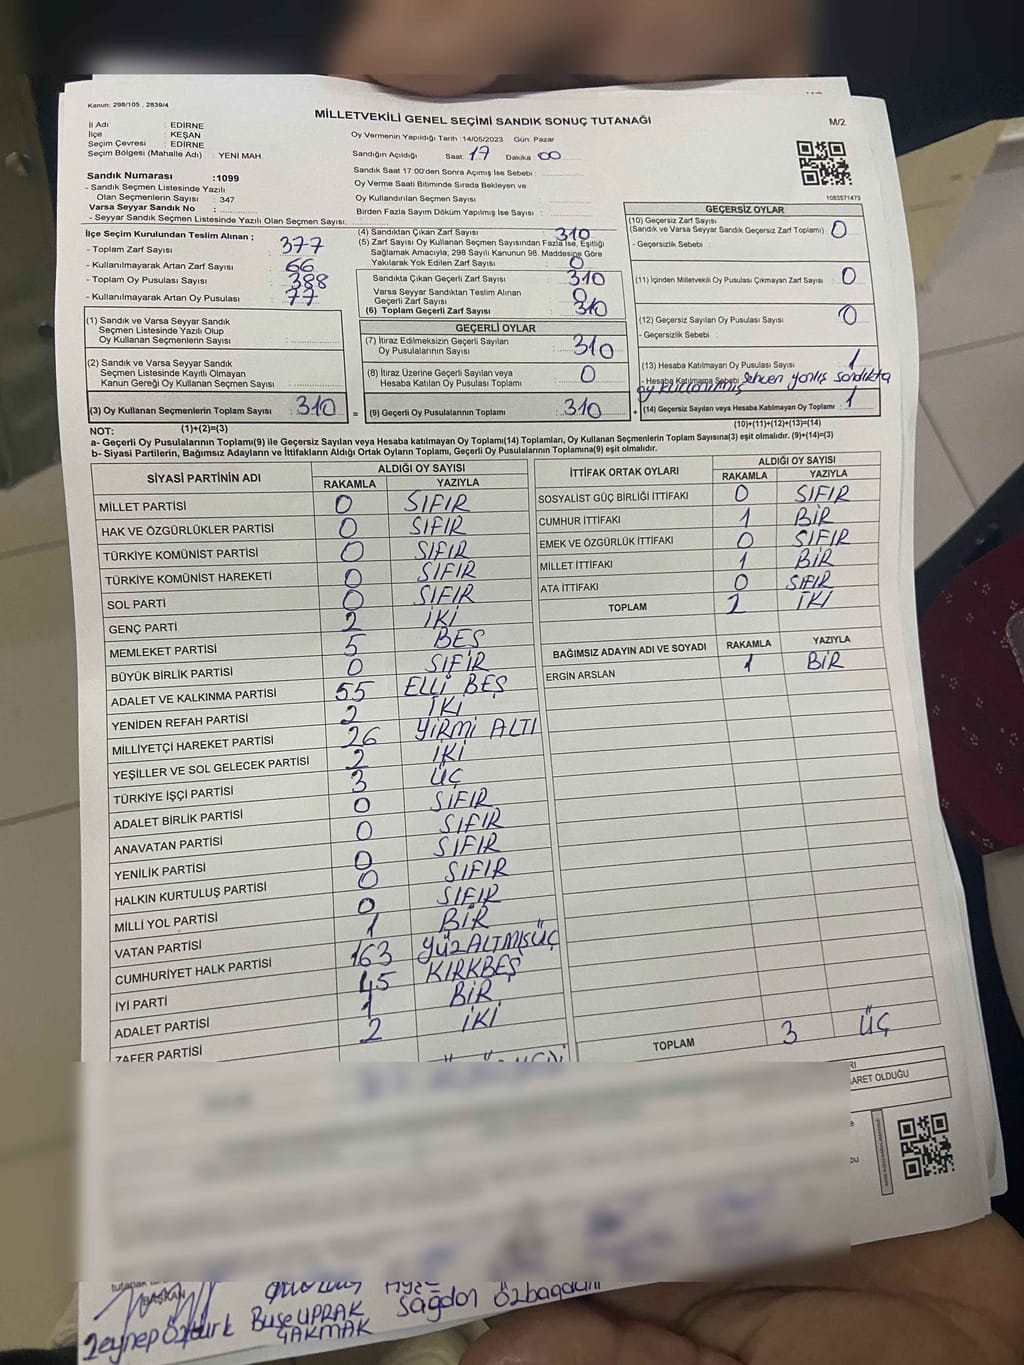 Kanun: 298/105 , 2839/4
MİLLETVEKİLİ GENEL SEÇİMİ SANDIK SONUÇ TUTANAĞI
M/2
İl Adı : EDİRNE
İlçe : KEŞAN
Seçim Çevresi : EDİRNE
Seçim Bölgesi (Mahalle Adı) : YENİ MAH.
Oy Vermenin Yapıldığı Tarih :14/05/2023 Gün: Pazar
Sandığın Açıldığı Saat: 17 Dakika: 00
Sandık Saat 17:00'den Sonra Açımış İse Sebebi :
Oy Verme Saati Bitiminde Sırada Bekleyen ve
Oy Kullandırılan Seçmen Sayısı :
Birden Fazla Sayım Döküm Yapılmış İse Sayısı :
1083571473
Sandık Numarası :1099
- Sandık Seçmen Listesinde Yazılı
Olan Seçmenlerin Sayısı : 347
Varsa Seyyar Sandık No :
- Seyyar Sandık Seçmen Listesinde Yazılı Olan Seçmen Sayısı:
İlçe Seçim Kurulundan Teslim Alınan ;
- Toplam Zarf Sayısı : 377
- Kullanılmayarak Artan Zarf Sayısı : 66
- Toplam Oy Pusulası Sayısı : 388
- Kullanılmayarak Artan Oy Pusulası : 77
(1) Sandık ve Varsa Seyyar Sandık
Seçmen Listesinde Yazılı Olup
Oy Kullanan Seçmenlerin Sayısı :
(2) Sandık ve Varsa Seyyar Sandık
Seçmen Listesinde Kayıtlı Olmayan
Kanun Gereği Oy Kullanan Seçmen Sayısı :
(3) Oy Kullanan Seçmenlerin Toplam Sayısı : 310
(1)+(2)=(3)
(4) Sandıktan Çıkan Zarf Sayısı : 310
(5) Zarf Sayısı Oy Kullanan Seçmen Sayısından Fazla İse, Eşitliği
Sağlamak Amacıyla, 298 Sayılı Kanunun 98. Maddesine Göre
Yakılarak Yok Edilen Zarf Sayısı : 0
Sandıkta Çıkan Geçerli Zarf Sayısı : 310
Varsa Seyyar Sandıktan Teslim Alınan
Geçerli Zarf Sayısı : 0
(6) Toplam Geçerli Zarf Sayısı : 310
GEÇERLİ OYLAR
(7) İtiraz Edilmeksizin Geçerli Sayılan
Oy Pusulalarının Sayısı : 310
(8) İtiraz Üzerine Geçerli Sayılan veya
Hesaba Katılan Oy Pusulası Toplamı : 0
= (9) Geçerli Oy Pusulalarının Toplamı : 310
GEÇERSİZ OYLAR
(10) Geçersiz Zarf Sayısı
(Sandık ve Varsa Seyyar Sandık Geçersiz Zarf Toplamı) : 0
- Geçersizlik Sebebi :
(11) İçinden Milletvekili Oy Pusulası Çıkmayan Zarf Sayısı : 0
(12) Geçersiz Sayılan Oy Pusulası Sayısı : 0
- Geçersizlik Sebebi :
(13) Hesaba Katılmayan Oy Pusulası Sayısı : 1
- Hesaba Katılmama Sebebi : Sehven yanlış sandıkta
oy kullanılmış
+ (14) Geçersiz Sayılan veya Hesaba Katılmayan Oy Toplamı : 1
(10)+(11)+(12)+(13)=(14)
NOT:
a- Geçerli Oy Pusulalarının Toplamı(9) ile Geçersiz Sayılan veya Hesaba katılmayan Oy Toplamı(14) Toplamları, Oy Kullanan Seçmenlerin Toplam Sayısına(3) eşit olmalıdır. (9)+(14)=(3)
b- Siyasi Partilerin, Bağımsız Adayların ve İttifakların Aldığı Ortak Oyların Toplamı, Geçerli Oy Pusulalarının Toplamına(9) eşit olmalıdır.
SİYASİ PARTİNİN ADI ALDIĞI OY SAYISI
RAKAMLA YAZIYLA
MİLLET PARTİSİ 0 SIFIR
HAK VE ÖZGÜRLÜKLER PARTİSİ 0 SIFIR
TÜRKİYE KOMÜNİST PARTİSİ 0 SIFIR
TÜRKİYE KOMÜNİST HAREKETİ 0 SIFIR
SOL PARTİ 0 SIFIR
GENÇ PARTİ 2 İKİ
MEMLEKET PARTİSİ 5 BEŞ
BÜYÜK BİRLİK PARTİSİ 0 SIFIR
ADALET VE KALKINMA PARTİSİ 55 ELLİ BEŞ
YENİDEN REFAH PARTİSİ 2 İKİ
MİLLİYETÇİ HAREKET PARTİSİ 26 YİRMİ ALTI
YEŞİLLER VE SOL GELECEK PARTİSİ 2 İKİ
TÜRKİYE İŞÇİ PARTİSİ 3 ÜÇ
ADALET BİRLİK PARTİSİ 0 SIFIR
ANAVATAN PARTİSİ 0 SIFIR
YENİLİK PARTİSİ 0 SIFIR
HALKIN KURTULUŞ PARTİSİ 0 SIFIR
MİLLİ YOL PARTİSİ 0 SIFIR
VATAN PARTİSİ 1 BİR
CUMHURİYET HALK PARTİSİ 163 YÜZALTMIŞÜÇ
İYİ PARTİ 45 KIRKBEŞ
ADALET PARTİSİ 1 BİR
ZAFER PARTİSİ 2 İKİ
İTTİFAK ORTAK OYLARI ALDIĞI OY SAYISI
RAKAMLA YAZIYLA
SOSYALİST GÜÇ BİRLİĞİ İTTİFAKI 0 SIFIR
CUMHUR İTTİFAKI 1 BİR
EMEK VE ÖZGÜRLÜK İTTİFAKI 0 SIFIR
MİLLET İTTİFAKI 1 BİR
ATA İTTİFAKI 0 SIFIR
TOPLAM 2 İKİ
BAĞIMSIZ ADAYIN ADI VE SOYADI RAKAMLA YAZIYLA
ERGİN ARSLAN 1 BİR
TOPLAM 3 ÜÇ
ARET OLDUĞU
BAŞKAN
Zeynep Öztürk Buse UPRAK
ÇAKMAK